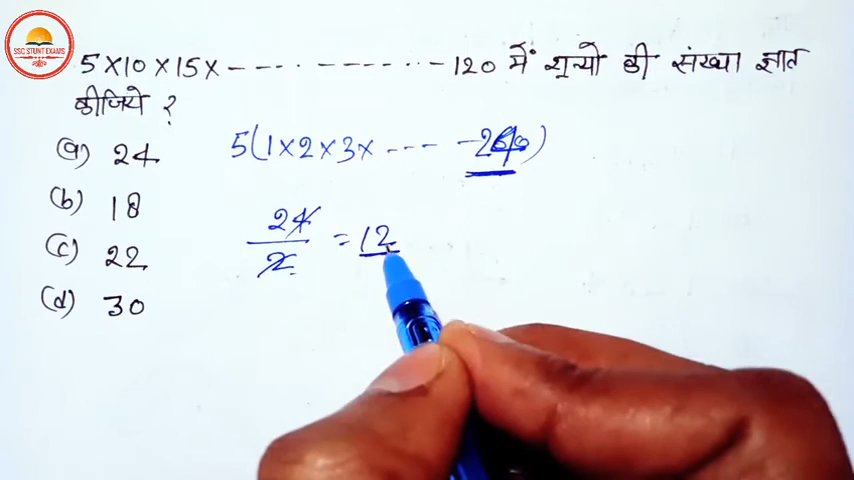 SSC STUNT EXAMS
5×10×15×---- ------120 में शून्यो की संख्या ज्ञात
कीजिये ?
(a) 24
5(1×2×3×---- -24)
(b) 18
24/2 = 12
(c) 22
(d) 30